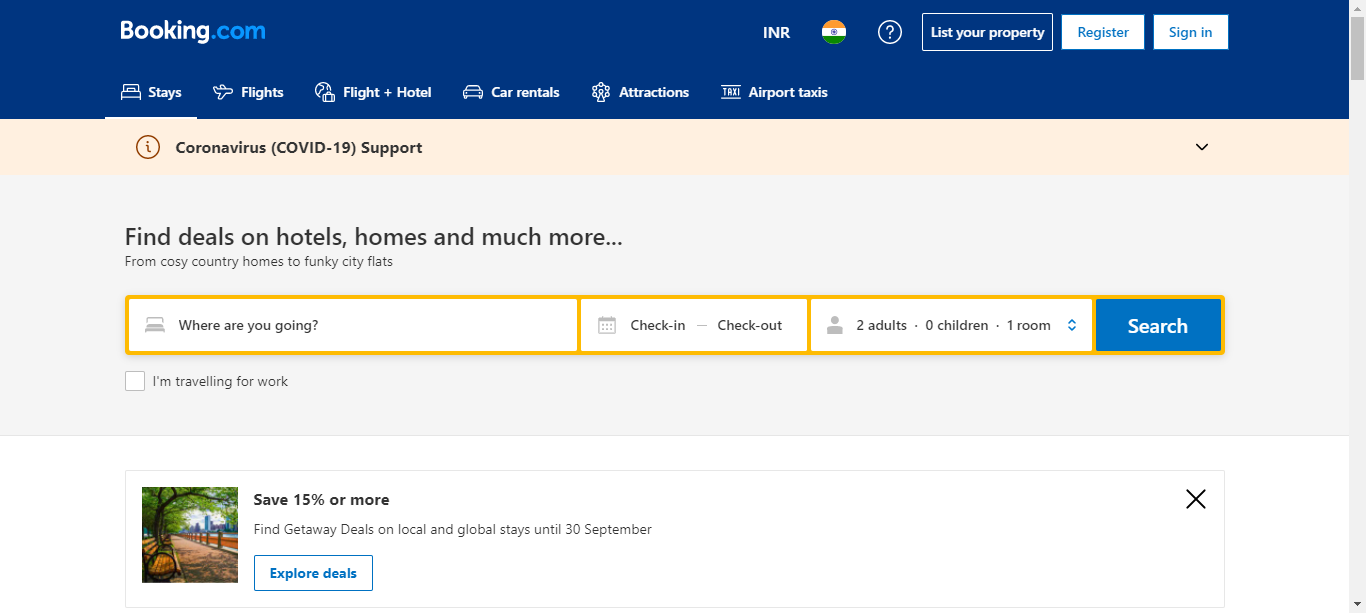 Booking.com
INR
List your property
Register
Sign in
Stays
Flights
Flight + Hotel
Car rentals
Attractions
TAXI Airport taxis
Coronavirus (COVID-19) Support
Find deals on hotels, homes and much more...
From cosy country homes to funky city flats
Where are you going?
Check-in — Check-out
2 adults · 0 children · 1 room
Search
I'm travelling for work
Save 15% or more
Find Getaway Deals on local and global stays until 30 September
Explore deals